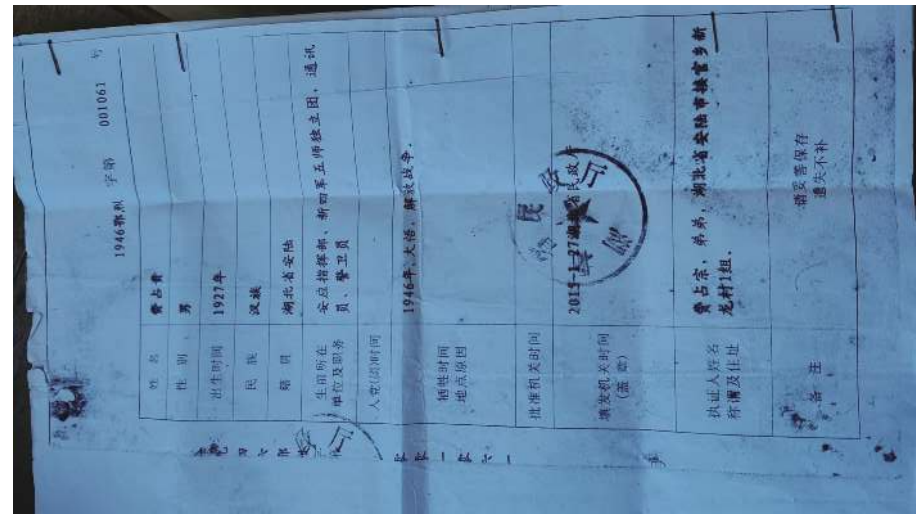 1946鄂烈 字第 001061 号
姓 名 费占青
性 别 男
出生时间 1927年
民 族 汉族
籍 贯 湖北省安陆
生前所在
单位及职务
安应指挥部、新四军五师独立团，通讯
员、警卫员
入党(团)时间
牺牲时间
地点原因
1946年,大悟，解放战争.
批准机关时间
填发机关时间
(盖 章)
2015-1-27湖北省民政厅
执证人姓名
称谓及住址
费占宗，弟弟，湖北省安陆市接官乡新
龙村1组.
备 注
请妥善保存
遗失不补